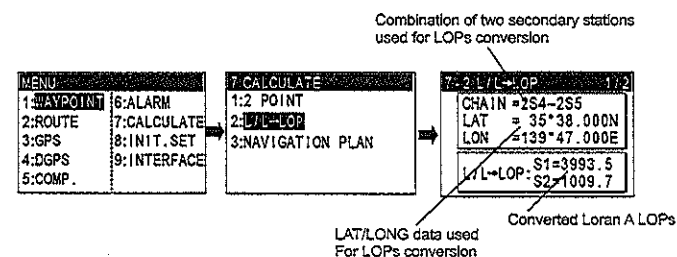 Combination of two secondary stations
used for LOPs conversion
MENU
1:WAYPOINT 6:ALARM
2:ROUTE 7:CALCULATE
3:GPS 8:INIT.SET
4:DGPS 9:INTERFACE
5:COMP.
7 CALCULATE
1:2 POINT
2:L/L→LOP
3:NAVIGATION PLAN
7-2:L/L→LOP 1/2
CHAIN =2S4-2S5
LAT = 35°38.000N
LON =139°47.000E
L/L→LOP: S1=3993.5
S2=1009.7
LAT/LONG data used
For LOPs conversion
Converted Loran A LOPs